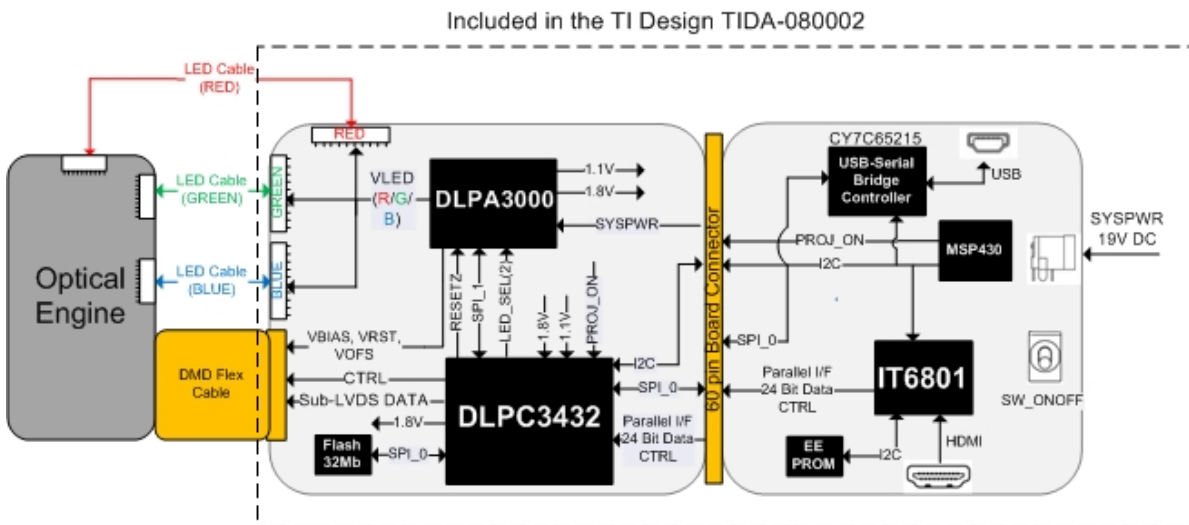 Included in the TI Design TIDA-080002
LED Cable
(RED)
RED
CY7C65215
USB-Serial
Bridge
Controller
USB
LED Cable
(GREEN)
GREEN
VLED
(R/G/
B)
DLPA3000
1.1V
1.8V
SYSPWR
PROJ_ON
I2C
MSP430
SYSPWR
19V DC
Optical
Engine
LED Cable
(BLUE)
BLUE
RESETZ
SPI_1
LED_SEL(2)
1.8V
1.1V
PROJ_ON
60 pin Board Connector
VBIAS, VRST,
VOFS
I2C
SPI_0
DMD Flex
Cable
CTRL
Sub-LVDS DATA
DLPC3432
SPI_0
Parallel I/F
24 Bit Data
CTRL
Parallel I/F
24 Bit Data
CTRL
IT6801
SW_ONOFF
1.8V
Flash
32Mb
SPI_0
EE
PROM
I2C
HDMI